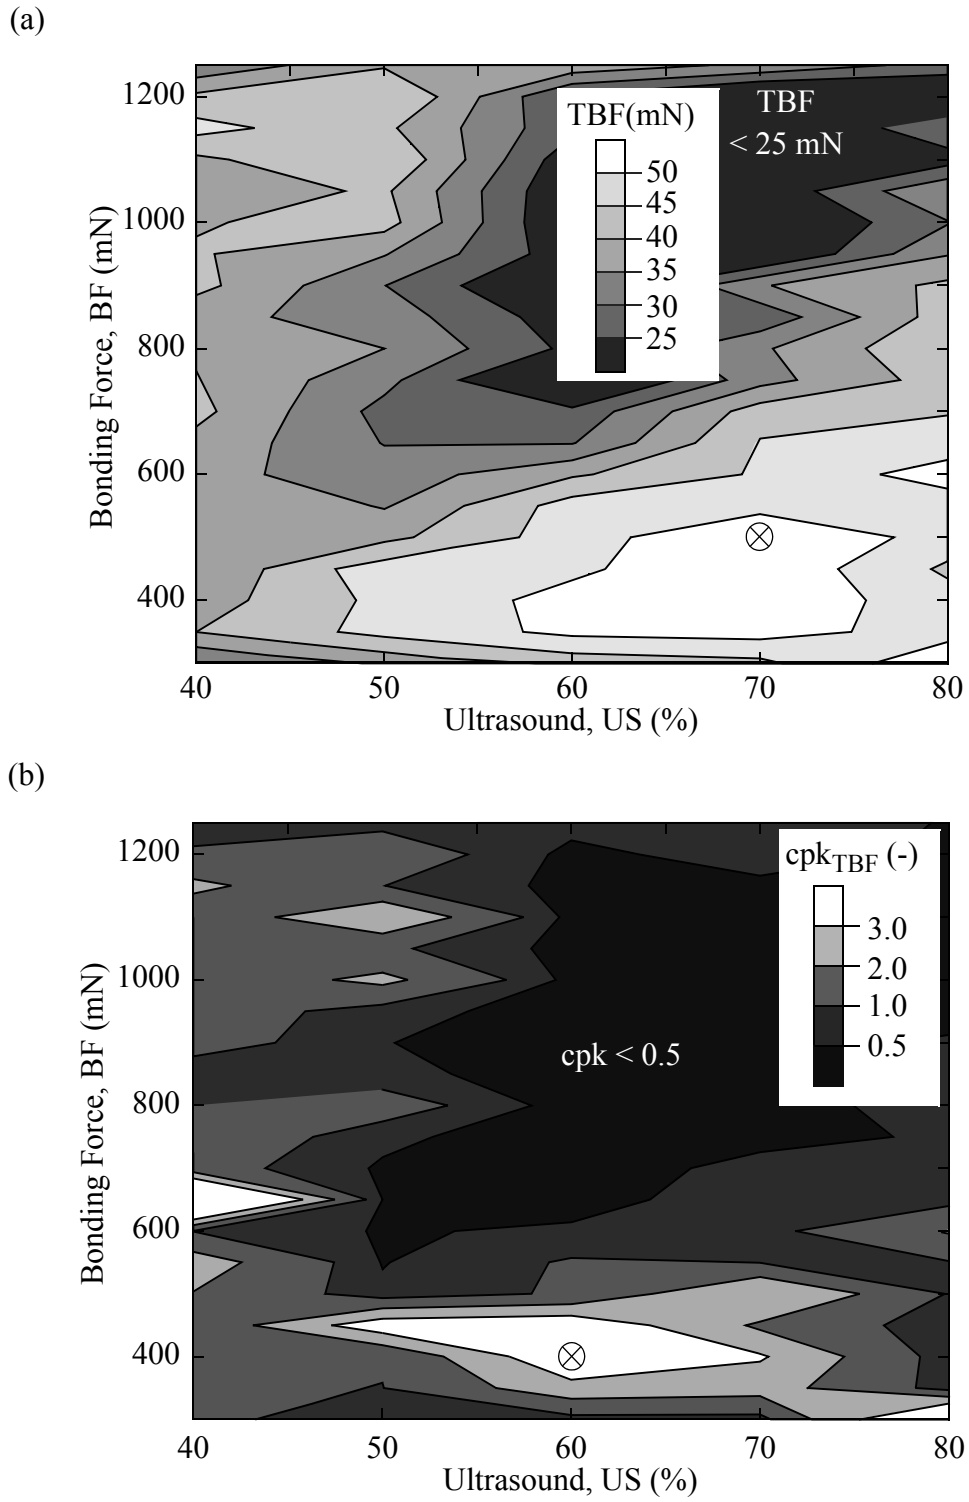 (a)
Bonding Force, BF (mN)
1200
1000
800
600
400
TBF(mN)
50
45
40
35
30
25
TBF
< 25 mN
40 50 60 70 80
Ultrasound, US (%)
(b)
Bonding Force, BF (mN)
1200
1000
800
600
400
cpkTBF (-)
3.0
2.0
1.0
0.5
cpk < 0.5
40 50 60 70 80
Ultrasound, US (%)